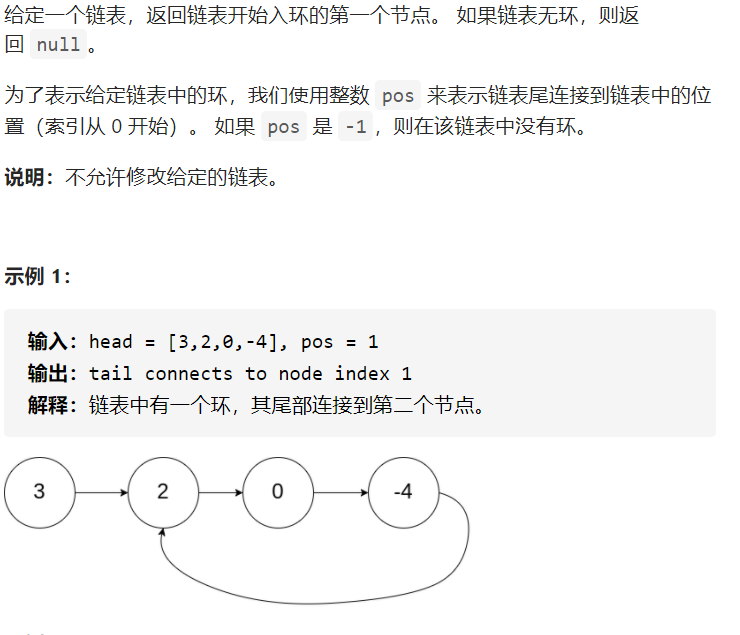 给定一个链表，返回链表开始入环的第一个节点。 如果链表无环，则返
回 null。
为了表示给定链表中的环，我们使用整数 pos 来表示链表尾连接到链表中的位
置（索引从 0 开始）。 如果 pos 是 -1，则在该链表中没有环。
说明：不允许修改给定的链表。
示例 1：
输入：head = [3,2,0,-4], pos = 1
输出：tail connects to node index 1
解释：链表中有一个环，其尾部连接到第二个节点。
3 2 0 -4